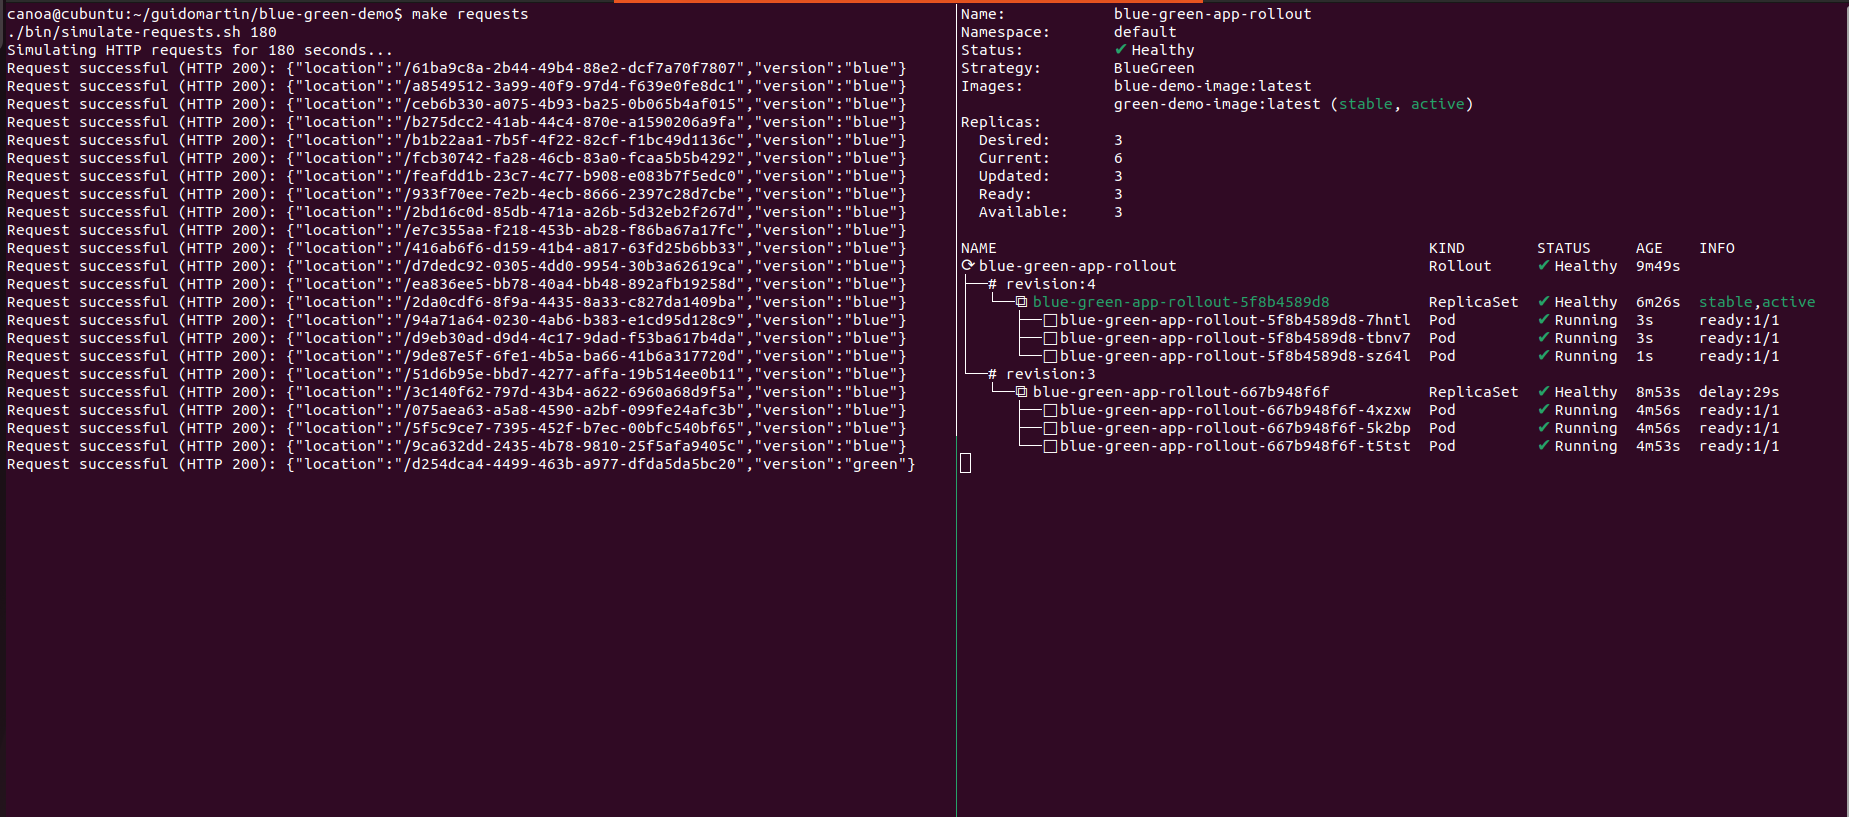 canoa@cubuntu:~/guidomartin/blue-green-demo$ make requests
./bin/simulate-requests.sh 180
Simulating HTTP requests for 180 seconds...
Request successful (HTTP 200): {"location":"/61ba9c8a-2b44-49b4-88e2-dcf7a70f7807","version":"blue"}
Request successful (HTTP 200): {"location":"/a8549512-3a99-40f9-97d4-f639e0fe8dc1","version":"blue"}
Request successful (HTTP 200): {"location":"/ceb6b330-a075-4b93-ba25-0b065b4af015","version":"blue"}
Request successful (HTTP 200): {"location":"/b275dcc2-41ab-44c4-870e-a1590206a9fa","version":"blue"}
Request successful (HTTP 200): {"location":"/b1b22aa1-7b5f-4f22-82cf-f1bc49d1136c","version":"blue"}
Request successful (HTTP 200): {"location":"/fcb30742-fa28-46cb-83a0-fcaa5b5b4292","version":"blue"}
Request successful (HTTP 200): {"location":"/feafdd1b-23c7-4c77-b908-e083b7f5edc0","version":"blue"}
Request successful (HTTP 200): {"location":"/933f70ee-7e2b-4ecb-8666-2397c28d7cbe","version":"blue"}
Request successful (HTTP 200): {"location":"/2bd16c0d-85db-471a-a26b-5d32eb2f267d","version":"blue"}
Request successful (HTTP 200): {"location":"/e7c355aa-f218-453b-ab28-f86ba67a17fc","version":"blue"}
Request successful (HTTP 200): {"location":"/416ab6f6-d159-41b4-a817-63fd25b6bb33","version":"blue"}
Request successful (HTTP 200): {"location":"/d7dedc92-0305-4dd0-9954-30b3a62619ca","version":"blue"}
Request successful (HTTP 200): {"location":"/ea836ee5-bb78-40a4-bb48-892afb19258d","version":"blue"}
Request successful (HTTP 200): {"location":"/2da0cdf6-8f9a-4435-8a33-c827da1409ba","version":"blue"}
Request successful (HTTP 200): {"location":"/94a71a64-0230-4ab6-b383-e1cd95d128c9","version":"blue"}
Request successful (HTTP 200): {"location":"/d9eb30ad-d9d4-4c17-9dad-f53ba617b4da","version":"blue"}
Request successful (HTTP 200): {"location":"/9de87e5f-6fe1-4b5a-ba66-41b6a317720d","version":"blue"}
Request successful (HTTP 200): {"location":"/51d6b95e-bbd7-4277-affa-19b514ee0b11","version":"blue"}
Request successful (HTTP 200): {"location":"/3c140f62-797d-43b4-a622-6960a68d9f5a","version":"blue"}
Request successful (HTTP 200): {"location":"/075aea63-a5a8-4590-a2bf-099fe24afc3b","version":"blue"}
Request successful (HTTP 200): {"location":"/5f5c9ce7-7395-452f-b7ec-00bfc540bf65","version":"blue"}
Request successful (HTTP 200): {"location":"/9ca632dd-2435-4b78-9810-25f5afa9405c","version":"blue"}
Request successful (HTTP 200): {"location":"/d254dca4-4499-463b-a977-dfda5da5bc20","version":"green"}
Name: blue-green-app-rollout
Namespace: default
Status: ✔ Healthy
Strategy: BlueGreen
Images: blue-demo-image:latest
green-demo-image:latest (stable, active)
Replicas:
Desired: 3
Current: 6
Updated: 3
Ready: 3
Available: 3
NAME KIND STATUS AGE INFO
⟳ blue-green-app-rollout Rollout ✔ Healthy 9m49s
├──# revision:4
│ └──⧉ blue-green-app-rollout-5f8b4589d8 ReplicaSet ✔ Healthy 6m26s stable,active
│ ├──□ blue-green-app-rollout-5f8b4589d8-7hntl Pod ✔ Running 3s ready:1/1
│ ├──□ blue-green-app-rollout-5f8b4589d8-tbnv7 Pod ✔ Running 3s ready:1/1
│ └──□ blue-green-app-rollout-5f8b4589d8-sz64l Pod ✔ Running 1s ready:1/1
└──# revision:3
└──⧉ blue-green-app-rollout-667b948f6f ReplicaSet ✔ Healthy 8m53s delay:29s
├──□ blue-green-app-rollout-667b948f6f-4xzxw Pod ✔ Running 4m56s ready:1/1
├──□ blue-green-app-rollout-667b948f6f-5k2bp Pod ✔ Running 4m56s ready:1/1
└──□ blue-green-app-rollout-667b948f6f-t5tst Pod ✔ Running 4m53s ready:1/1